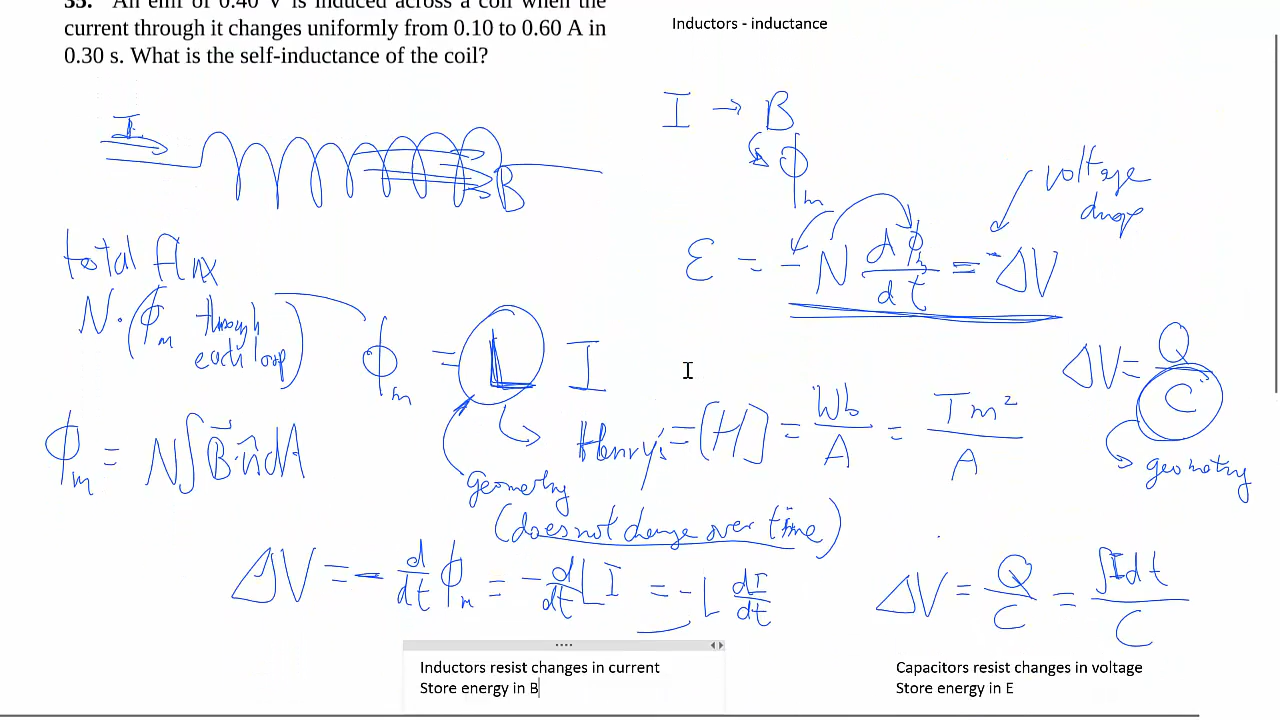 35. An emf of 0.40 V is induced across a coil when the
current through it changes uniformly from 0.10 to 0.60 A in
0.30 s. What is the self-inductance of the coil?
Inductors - inductance
I → B
ϕm
I
B
voltage
drop
ℰ = -N dϕm/dt = -ΔV
total flux
N·(ϕm through
each loop)
ϕm = L I
ΔV = Q/C
geometry
Henry's = [H] = Wb/A = Tm²/A
ϕm = N∫B⃗·n̂dA
geometry
(does not change over time)
ΔV = - d/dt ϕm = - d/dt L I = -L dI/dt
ΔV = Q/C = ∫Idt/C
Inductors resist changes in current
Store energy in B
Capacitors resist changes in voltage
Store energy in E